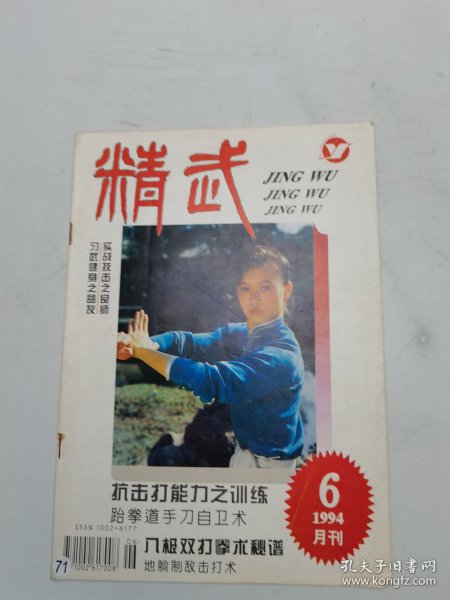 精武
JING WU
JING WU
JING WU
实战技击之良师
习武健身之益友
抗击打能力之训练
跆拳道手刀自卫术
ISSN 1002-6177
06
八极双打拳术秘谱
地躺制敌击打术
6
1994
月刊
71
1002617008
孔夫子旧书网
www.kongfz.com